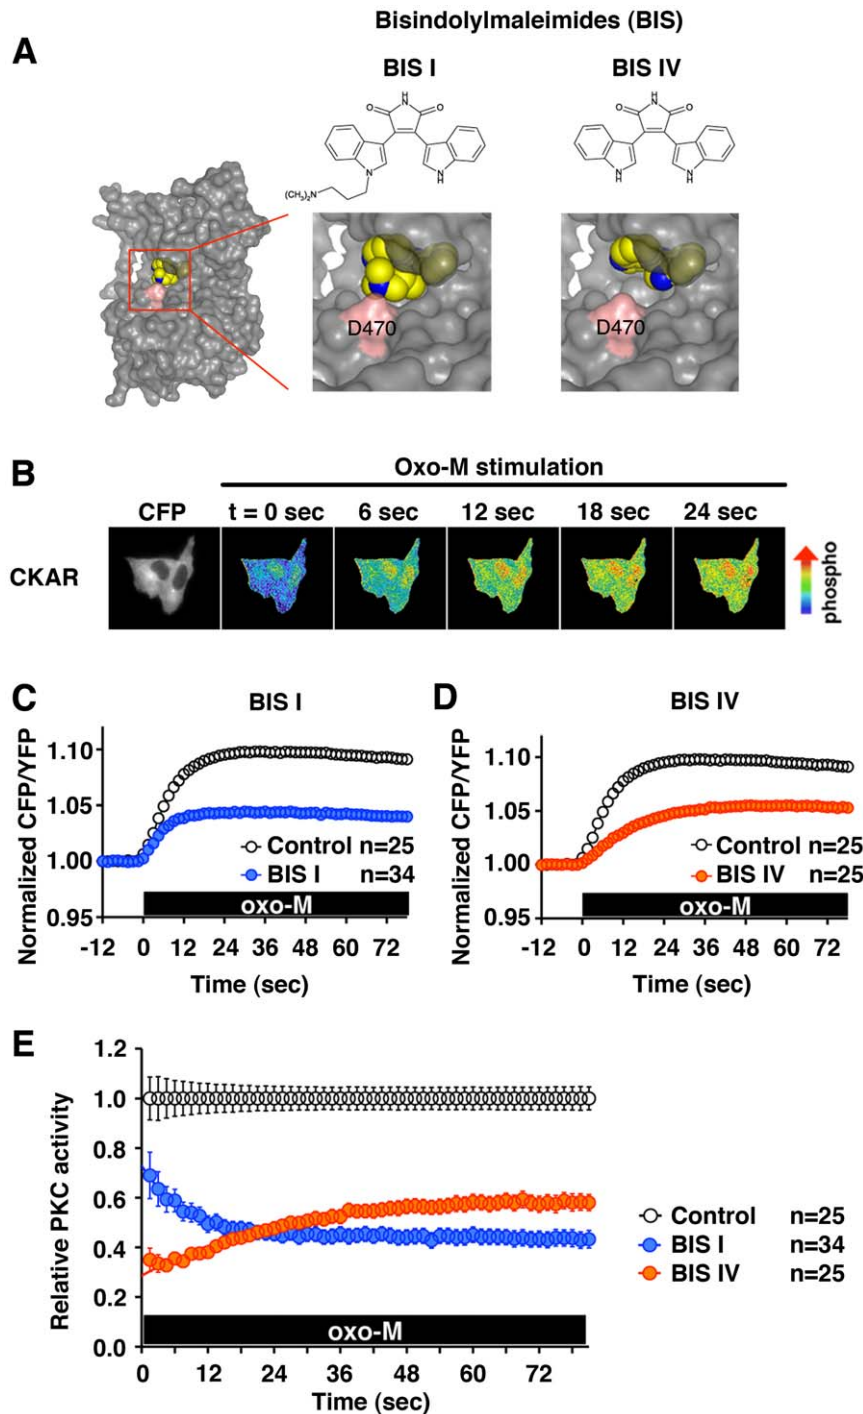 Bisindolylmaleimides (BIS)
A
BIS I
BIS IV
H
N
O
O
N
N
H
(CH₃)₂N
H
N
O
O
N
H
N
H
D470
D470
B
Oxo-M stimulation
CFP
t = 0 sec
6 sec
12 sec
18 sec
24 sec
CKAR
phospho
C
BIS I
Normalized CFP/YFP
1.10
1.05
1.00
0.95
Control n=25
BIS I n=34
oxo-M
-12 0 12 24 36 48 60 72
Time (sec)
D
BIS IV
Normalized CFP/YFP
1.10
1.05
1.00
0.95
Control n=25
BIS IV n=25
oxo-M
-12 0 12 24 36 48 60 72
Time (sec)
E
Relative PKC activity
1.2
1.0
0.8
0.6
0.4
0.2
0.0
Control n=25
BIS I n=34
BIS IV n=25
oxo-M
0 12 24 36 48 60 72
Time (sec)